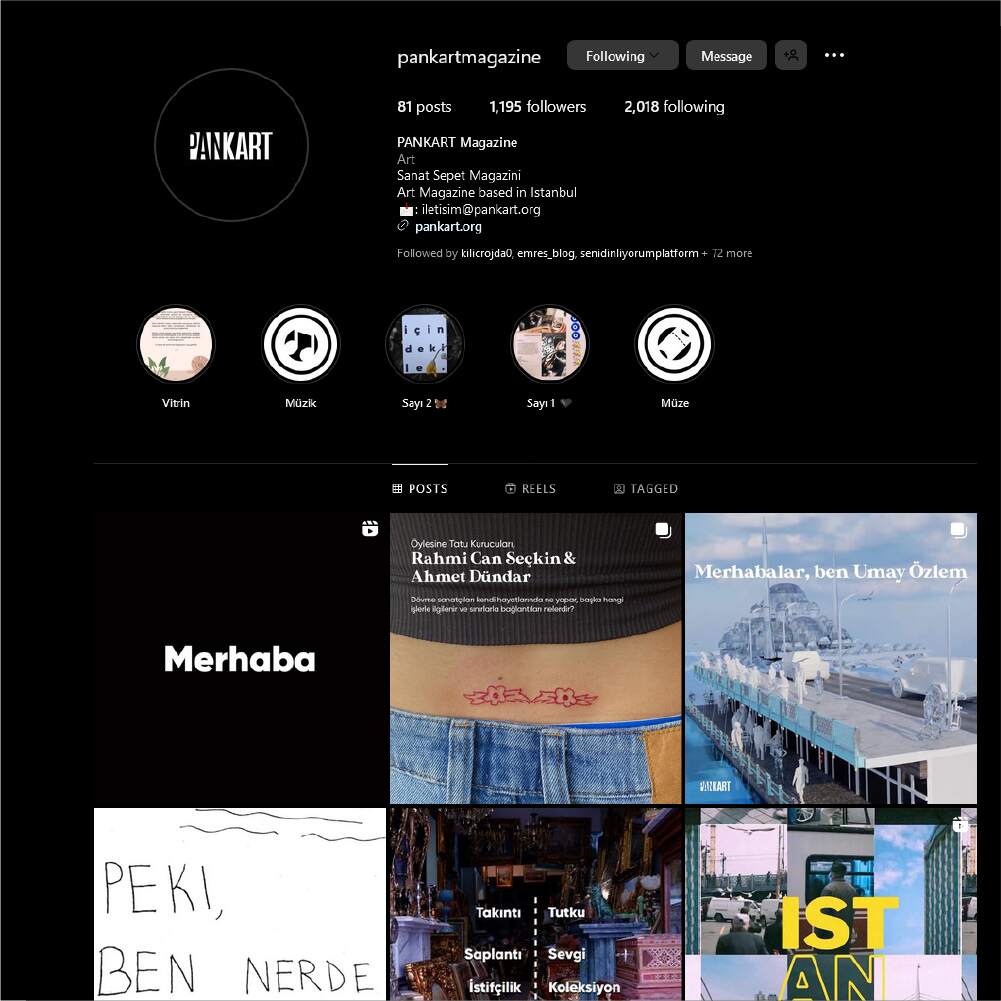 pankartmagazine
Following
Message
81 posts
1,195 followers
2,018 following
PANKART
PANKART Magazine
Art
Sanat Sepet Magazini
Art Magazine based in Istanbul
: iletisim@pankart.org
pankart.org
Followed by kilicrojda0, emres_blog, senidinliyorumplatform + 72 more
için
deki
le .
Vitrin
Müzik
Sayı 2
Sayı 1
Müze
POSTS
REELS
TAGGED
Merhaba
Öylesine Tatu Kurucuları,
Rahmi Can Seçkin &
Ahmet Dündar
Dövme sanatçıları kendi hayatlarında ne yapar, başka hangi
işlerle ilgilenir ve sınırlarla bağlantıları nelerdir?
Merhabalar, ben Umay Özlem
PANKART
PEKI,
BEN NERDE
Takıntı Tutku
Saplantı Sevgi
İstifçilik Koleksiyon
IST
AN